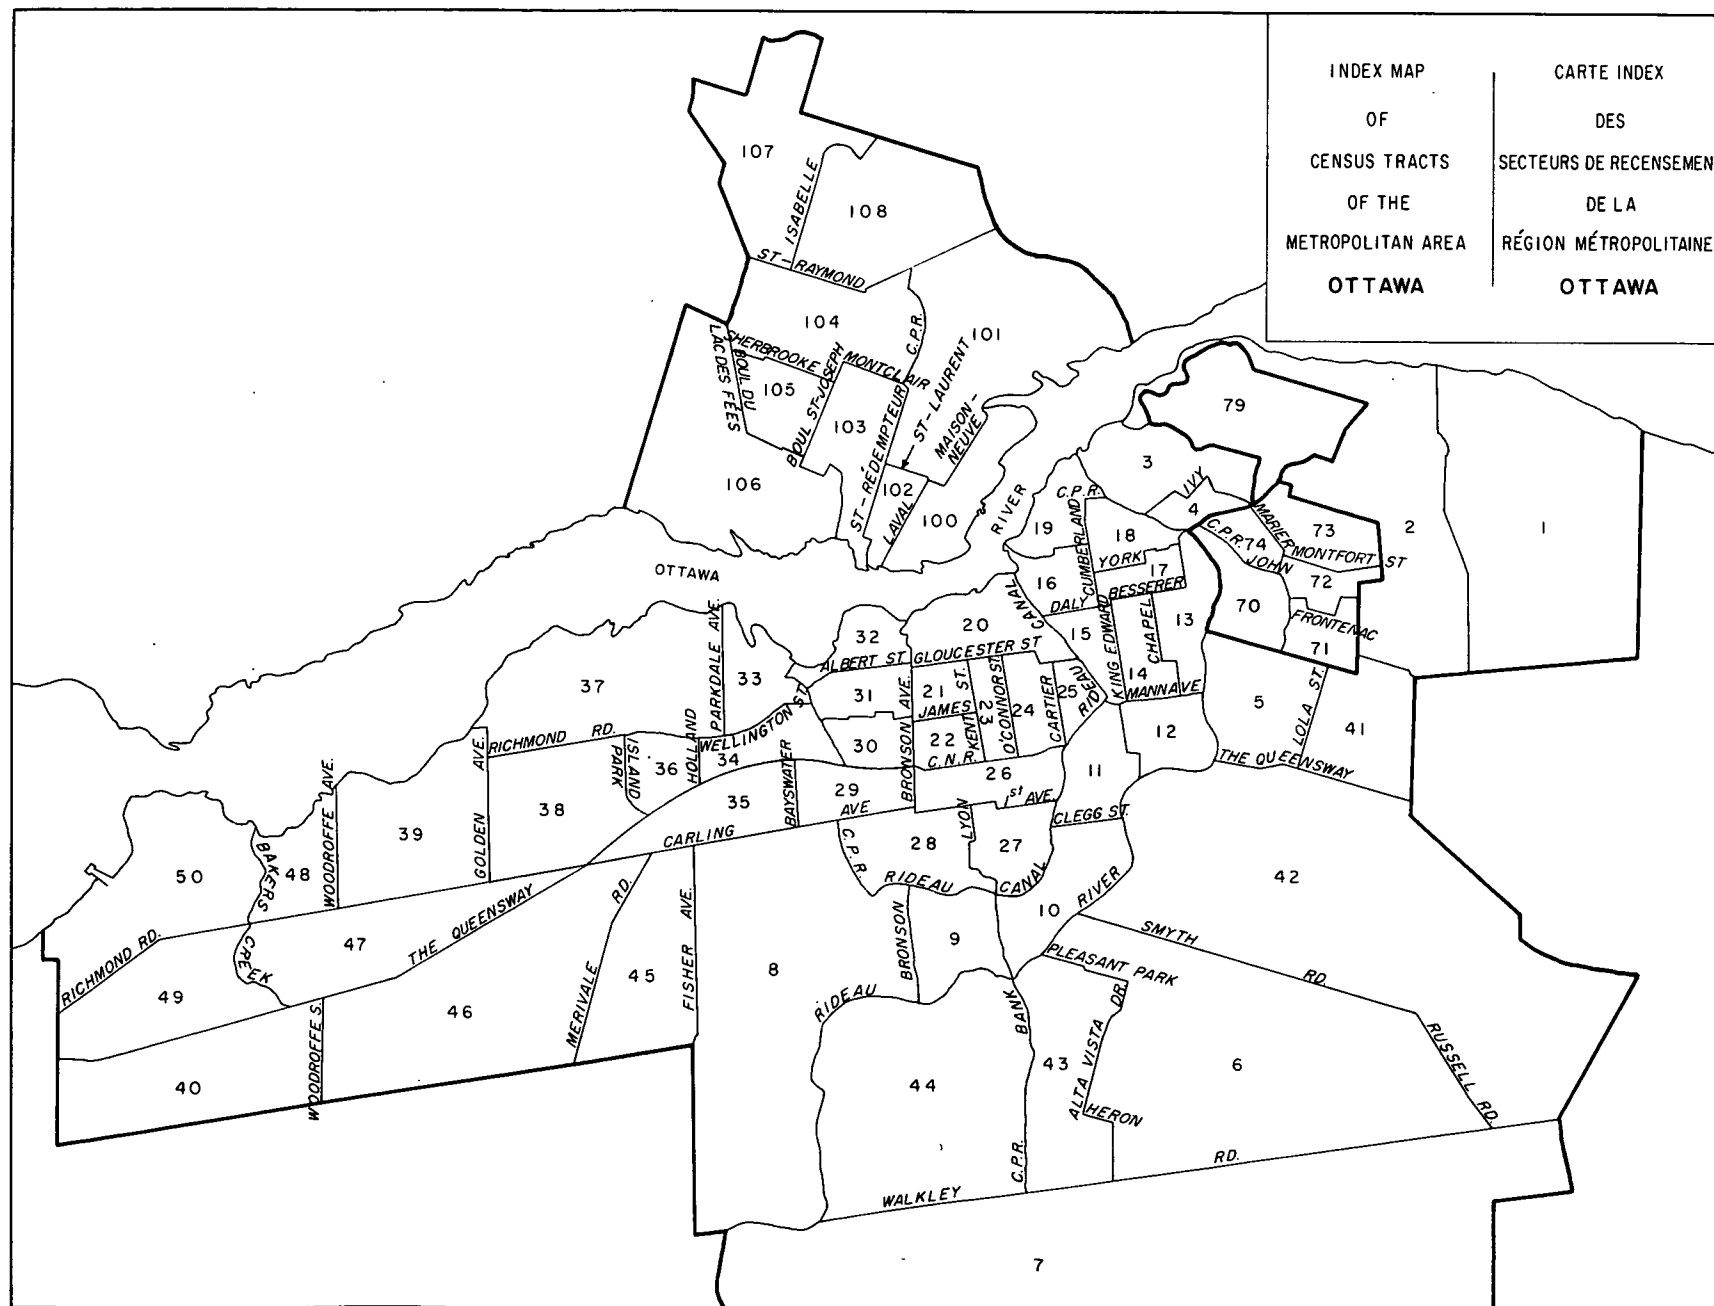 INDEX MAP
OF
CENSUS TRACTS
OF THE
METROPOLITAN AREA
OTTAWA
CARTE INDEX
DES
SECTEURS DE RECENSEMEN
DE LA
RÉGION MÉTROPOLITAINE
OTTAWA
107
ISABELLE
108
ST-RAYMOND
104
C.P.R.
101
SHERBROOKE
MONTCLAIR
LAC DES FÉES
BOUL DU
105
BOUL ST-JOSEPH
103
ST-RÉDEMPTEUR
ST-LAURENT
MAISON-
NEUVE
106
102
LAVAL
100
RIVER
OTTAWA
79
3
IVY
C.P.R.
4
19
CUMBERLAND
18
YORK
17
BESSERER
16
DALY
CANAL
MARIER
73
MONTFORT ST
C.P.R.
74
JOHN
72
70
FRONTENAC
71
2
1
32
20
ALBERT ST.
GLOUCESTER ST
15
KING EDWARD
CHAPEL
13
14
MANN AVE
37
PARKDALE AVE.
33
31
BRONSON AVE.
21
JAMES
ST.
KENT
23
O'CONNOR ST.
24
CARTIER
25
RIDEAU
RICHMOND RD.
ISLAND
PARK
36
HOLLAND
34
WELLINGTON ST.
30
22
C.N.R.
12
5
LOLA ST.
41
THE QUEENSWAY
GOLDEN
AVE.
38
35
BAYSWATER
29
AVE
26
1st AVE.
11
CLEGG ST.
CARLING
WOODROFFE AVE.
39
LYON
28
27
C.P.R.
RIDEAU
CANAL
50
BAKERS
CREEK
48
RICHMOND RD.
47
THE QUEENSWAY
RD.
MERIVALE
FISHER AVE.
BRONSON
9
10
RIVER
42
SMYTH
RD.
PLEASANT PARK
49
46
45
8
RIDEAU
BANK
DR.
ALTA VISTA
43
6
RUSSELL RD.
40
WOODROFFE S.
44
HERON
C.P.R.
WALKLEY
RD.
7